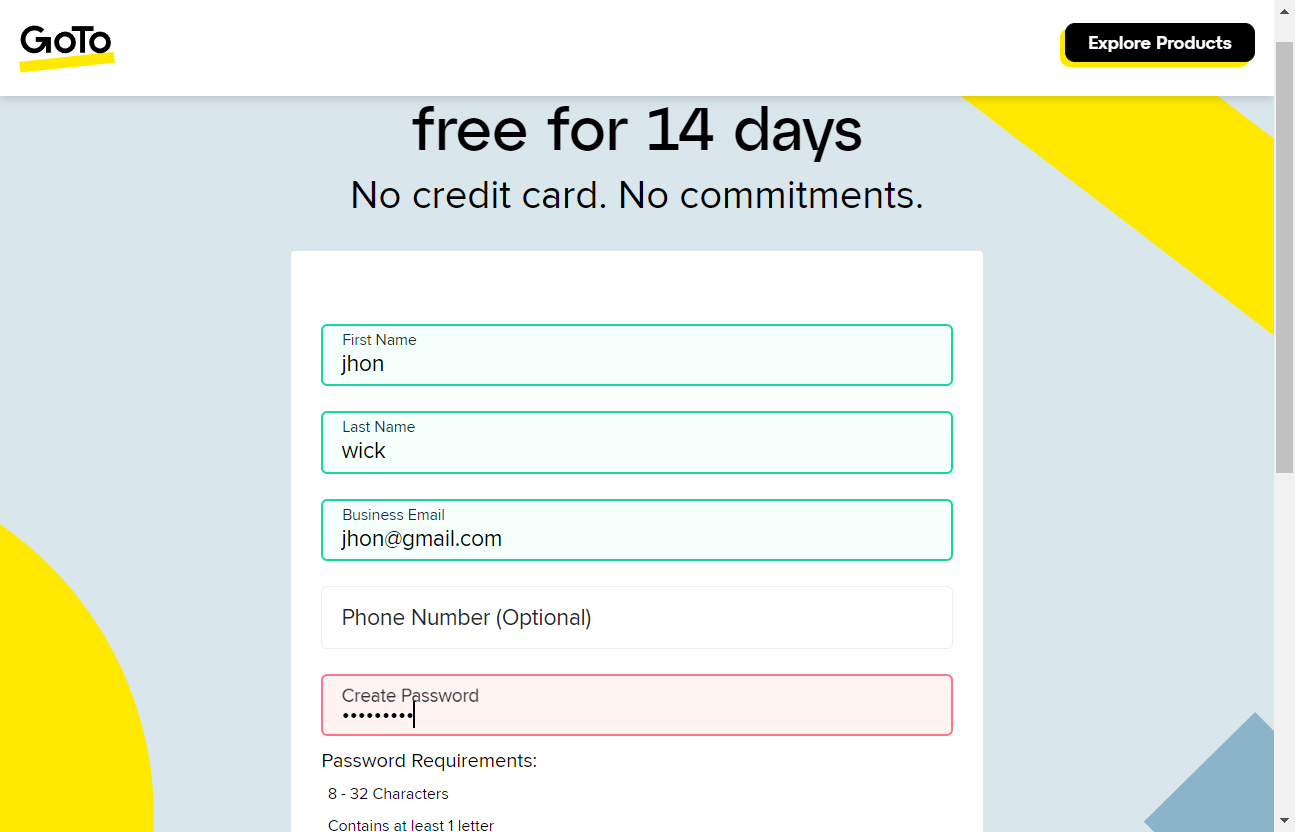 GoTo
Explore Products
free for 14 days
No credit card. No commitments.
First Name
jhon
Last Name
wick
Business Email
jhon@gmail.com
Phone Number (Optional)
Create Password
•••••••••
Password Requirements:
8 - 32 Characters
Contains at least 1 letter